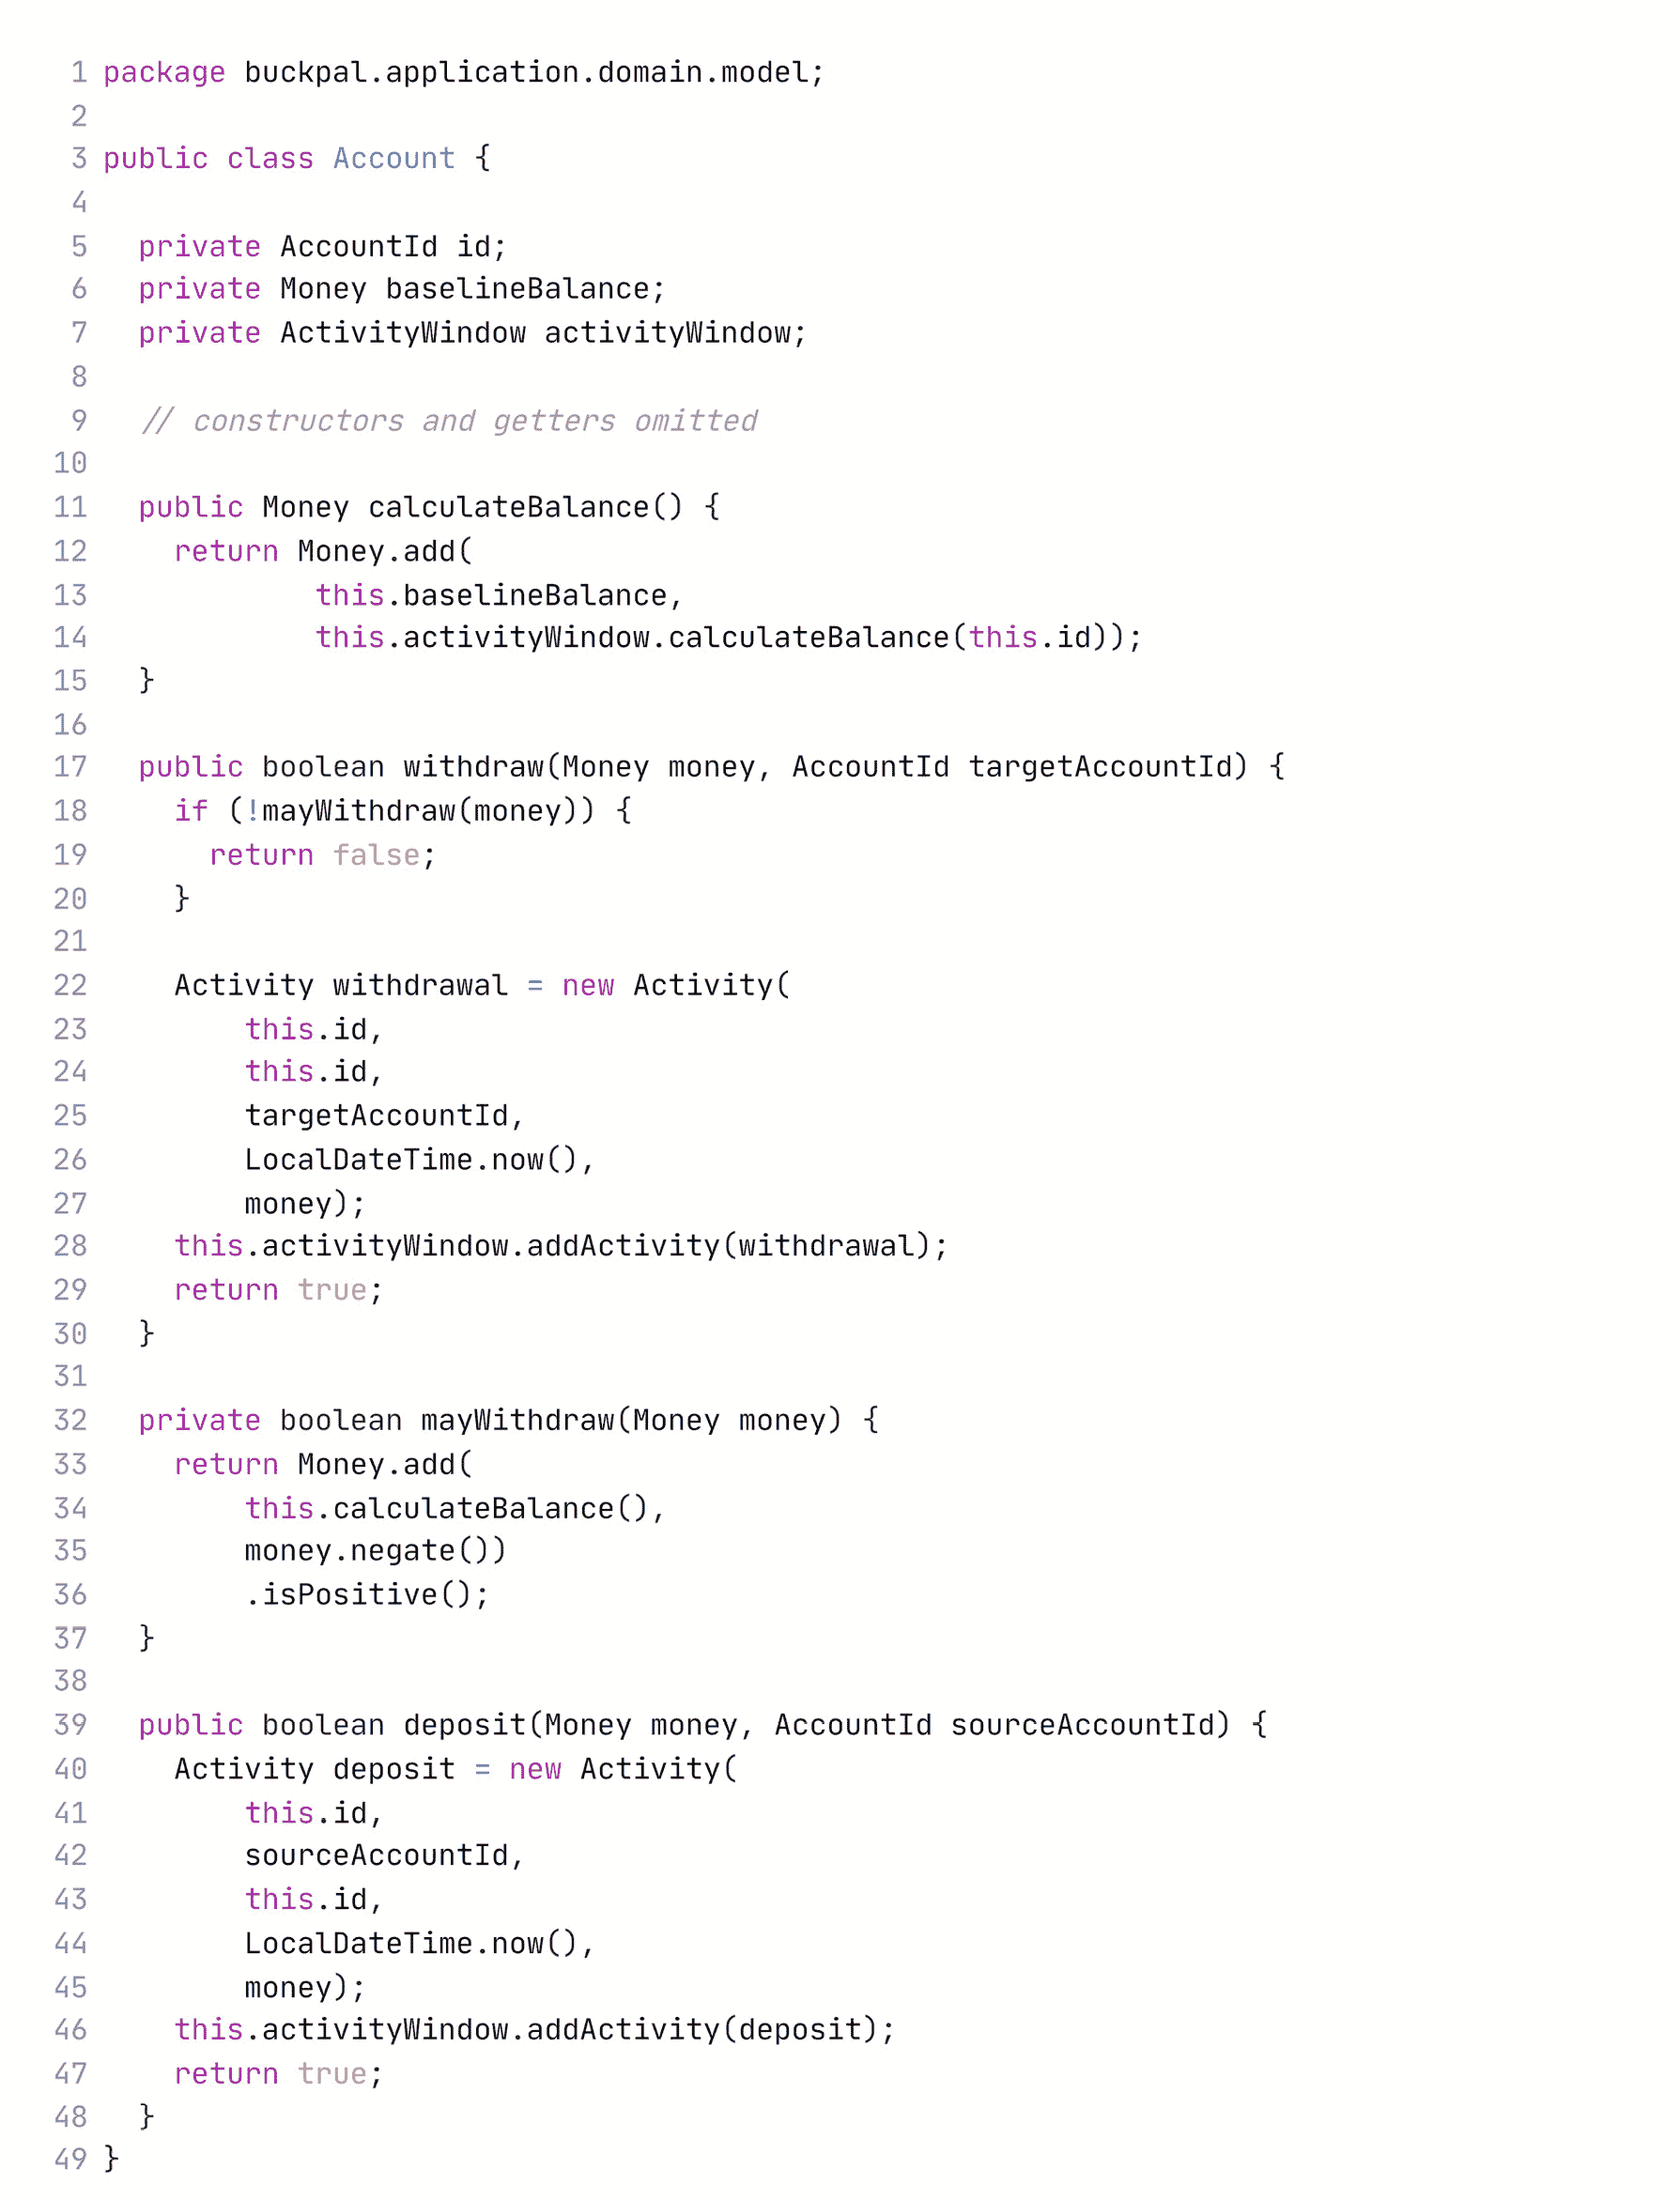 1 package buckpal.application.domain.model;
2
3 public class Account {
4
5   private AccountId id;
6   private Money baselineBalance;
7   private ActivityWindow activityWindow;
8
9   // constructors and getters omitted
10
11   public Money calculateBalance() {
12     return Money.add(
13             this.baselineBalance,
14             this.activityWindow.calculateBalance(this.id));
15   }
16
17   public boolean withdraw(Money money, AccountId targetAccountId) {
18     if (!mayWithdraw(money)) {
19       return false;
20     }
21
22     Activity withdrawal = new Activity(
23         this.id,
24         this.id,
25         targetAccountId,
26         LocalDateTime.now(),
27         money);
28     this.activityWindow.addActivity(withdrawal);
29     return true;
30   }
31
32   private boolean mayWithdraw(Money money) {
33     return Money.add(
34         this.calculateBalance(),
35         money.negate())
36         .isPositive();
37   }
38
39   public boolean deposit(Money money, AccountId sourceAccountId) {
40     Activity deposit = new Activity(
41         this.id,
42         sourceAccountId,
43         this.id,
44         LocalDateTime.now(),
45         money);
46     this.activityWindow.addActivity(deposit);
47     return true;
48   }
49 }